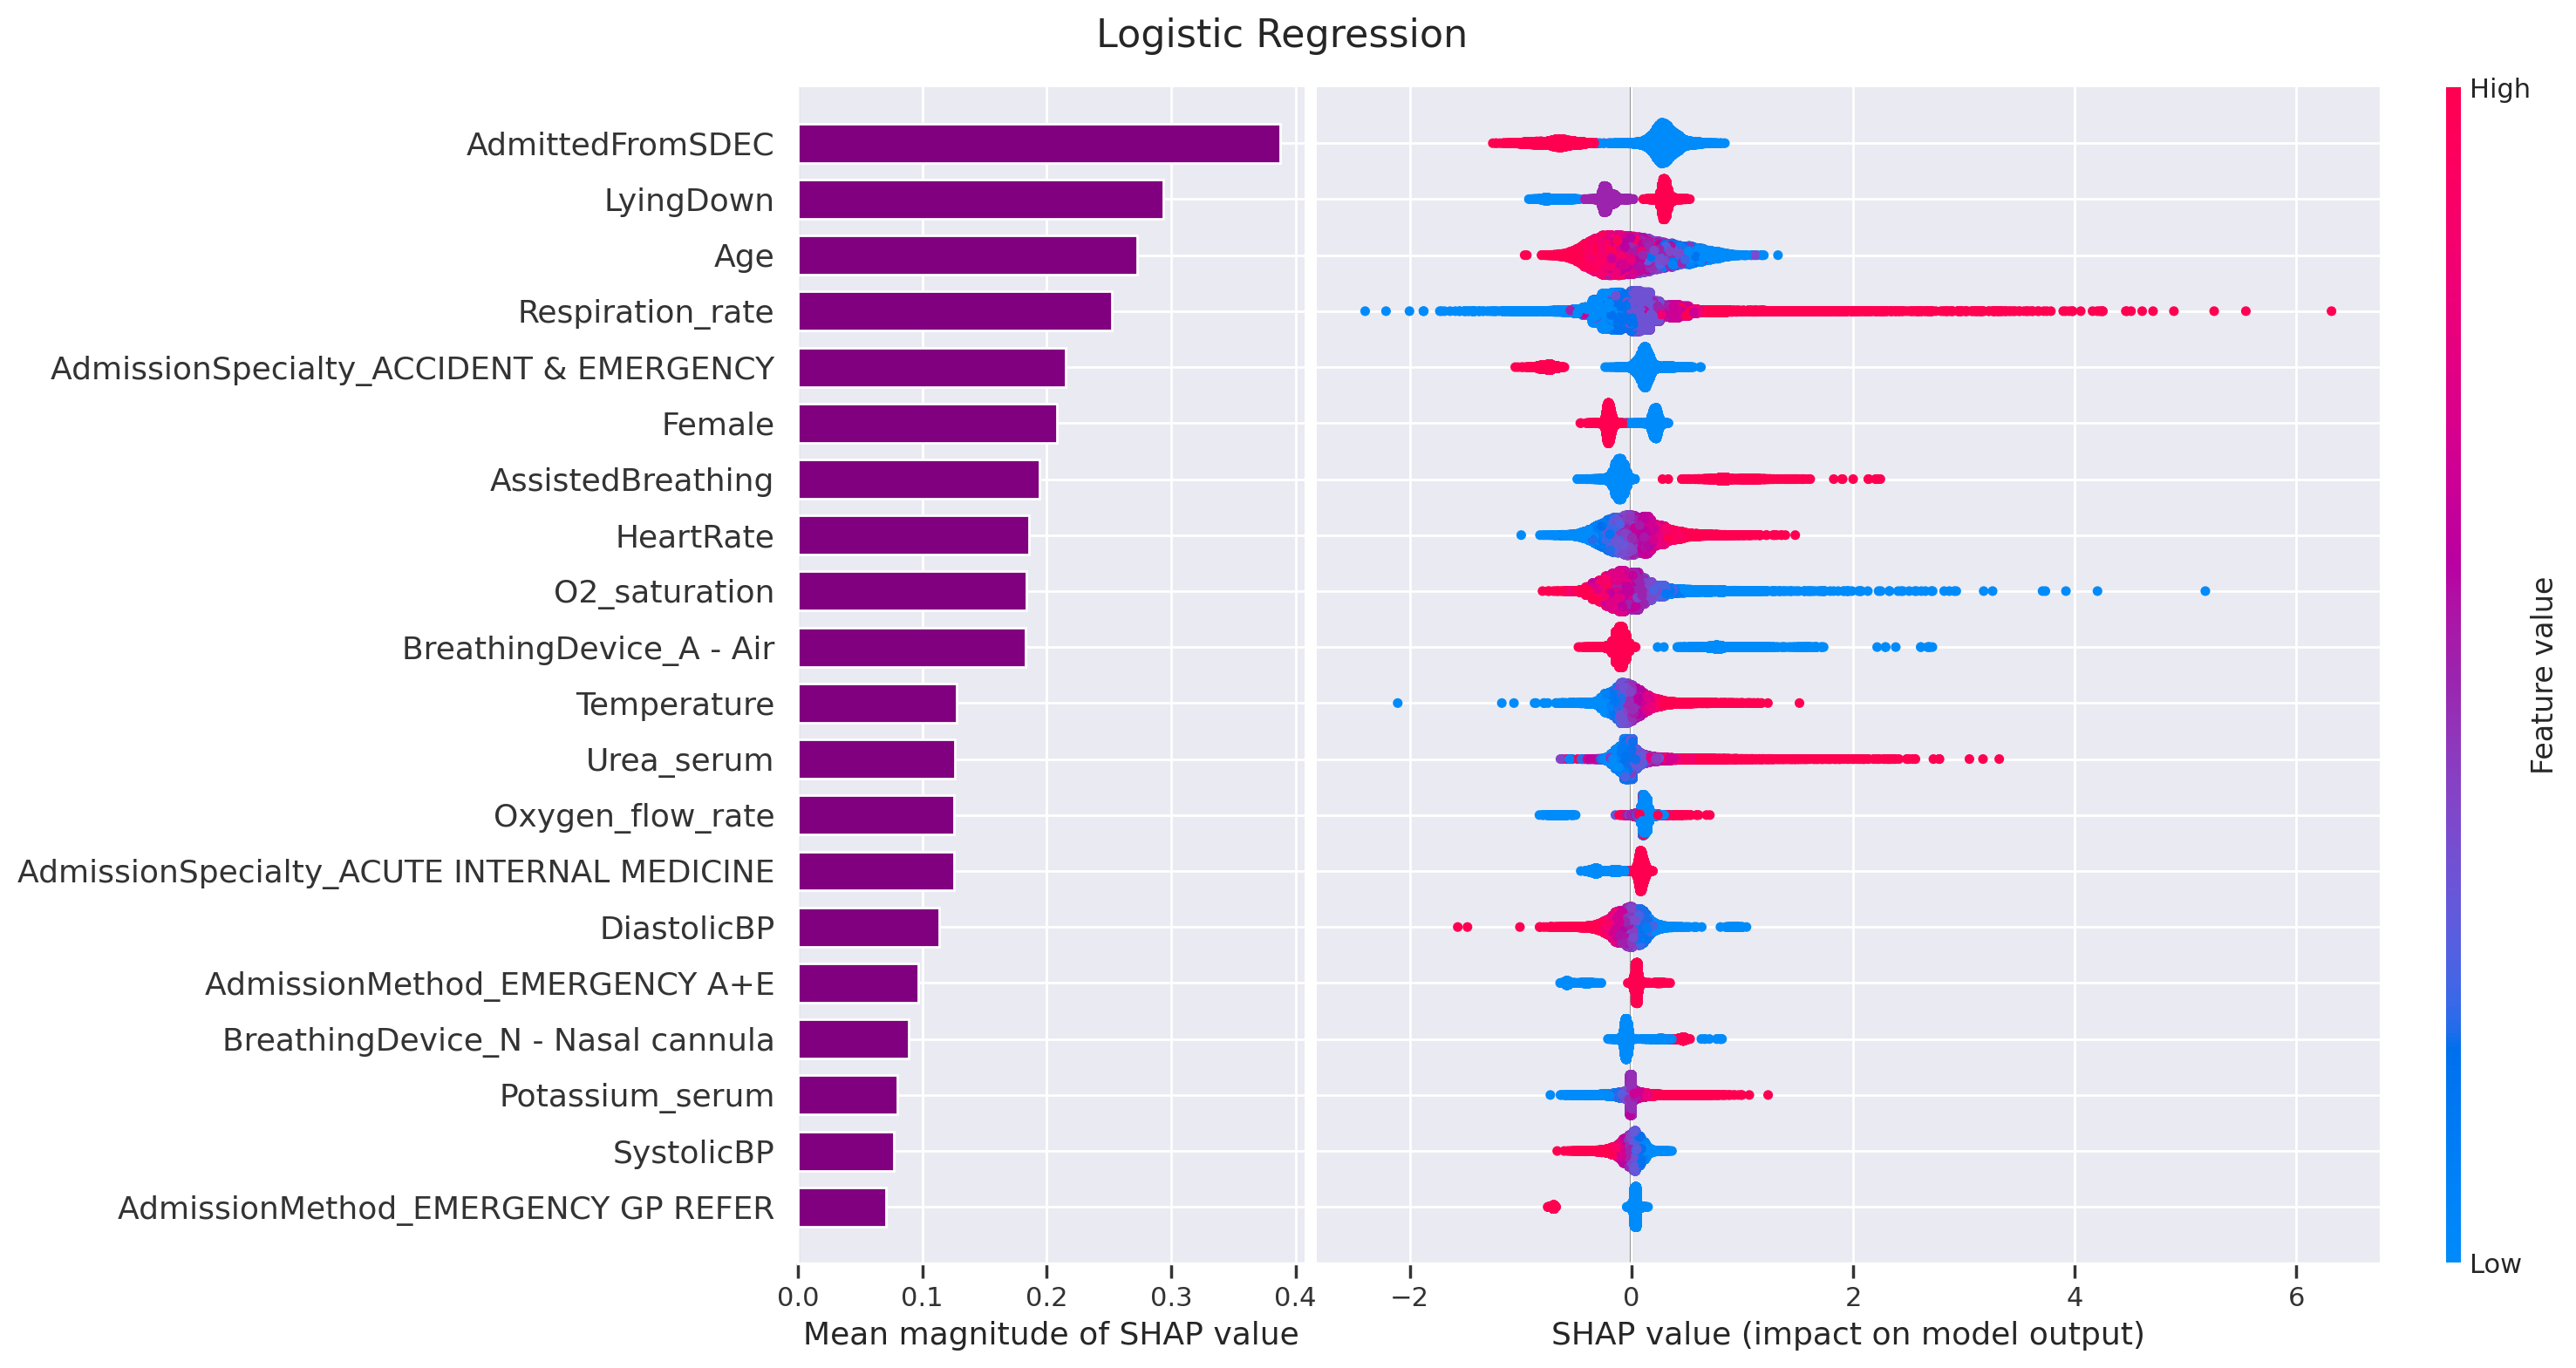 Logistic Regression
AdmittedFromSDEC
LyingDown
Age
Respiration_rate
AdmissionSpecialty_ACCIDENT & EMERGENCY
Female
AssistedBreathing
HeartRate
O2_saturation
BreathingDevice_A - Air
Temperature
Urea_serum
Oxygen_flow_rate
AdmissionSpecialty_ACUTE INTERNAL MEDICINE
DiastolicBP
AdmissionMethod_EMERGENCY A+E
BreathingDevice_N - Nasal cannula
Potassium_serum
SystolicBP
AdmissionMethod_EMERGENCY GP REFER
0.0 0.1 0.2 0.3 0.4
Mean magnitude of SHAP value
−2 0 2 4 6
SHAP value (impact on model output)
High
Feature value
Low